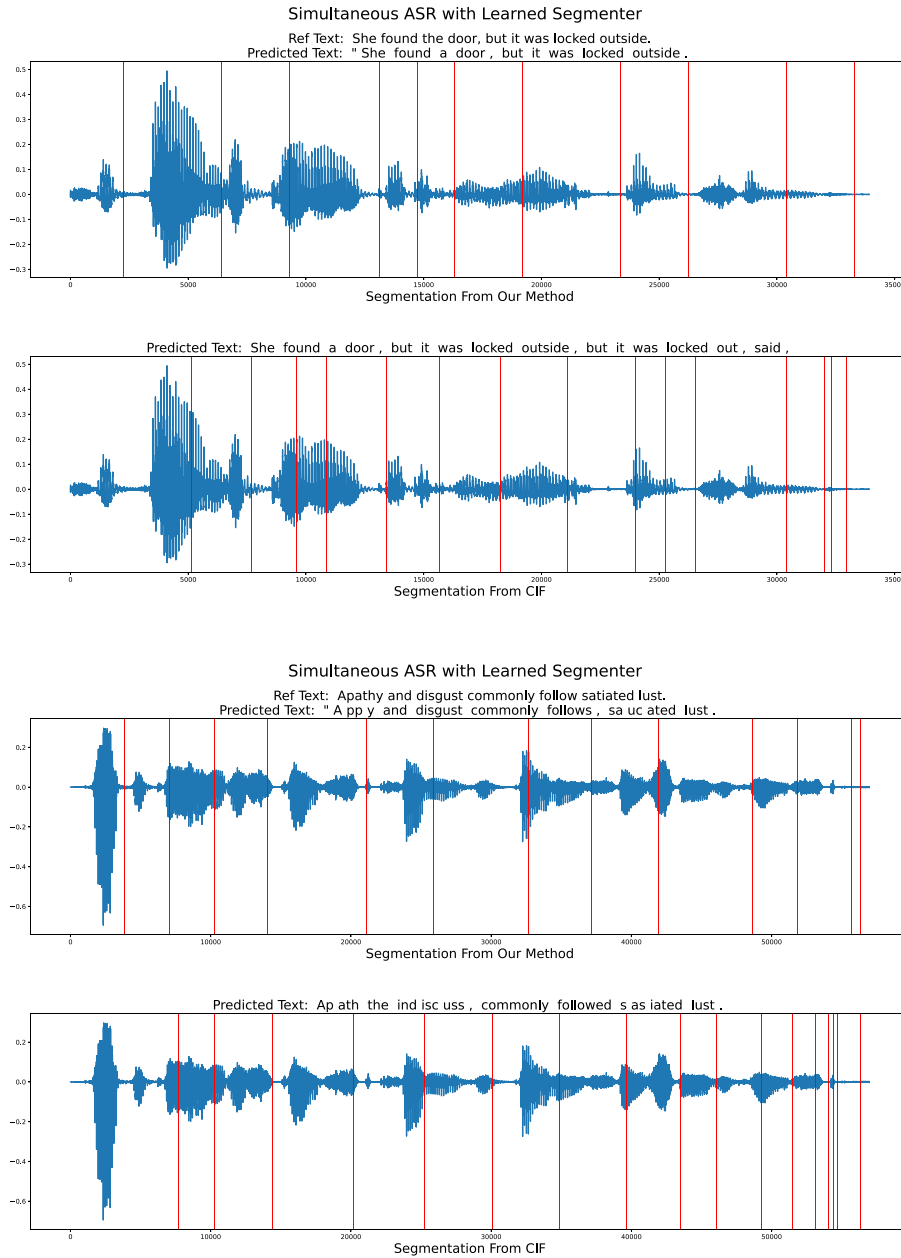 Simultaneous ASR with Learned Segmenter
Ref Text: She found the door, but it was locked outside.
Predicted Text: " She found a door , but it was locked outside .
0.5
0.4
0.3
0.2
0.1
0.0
−0.1
−0.2
−0.3
0 5000 10000 15000 20000 25000 30000 35000
Segmentation From Our Method
Predicted Text: She found a door , but it was locked outside , but it was locked out , said ,
0.5
0.4
0.3
0.2
0.1
0.0
−0.1
−0.2
−0.3
0 5000 10000 15000 20000 25000 30000 35000
Segmentation From CIF
Simultaneous ASR with Learned Segmenter
Ref Text: Apathy and disgust commonly follow satiated lust.
Predicted Text: " A pp y and disgust commonly follows , sa uc ated lust .
0.2
0.0
−0.2
−0.4
−0.6
0 10000 20000 30000 40000 50000
Segmentation From Our Method
Predicted Text: Ap ath the ind isc uss , commonly followed s as iated lust .
0.2
0.0
−0.2
−0.4
−0.6
0 10000 20000 30000 40000 50000
Segmentation From CIF